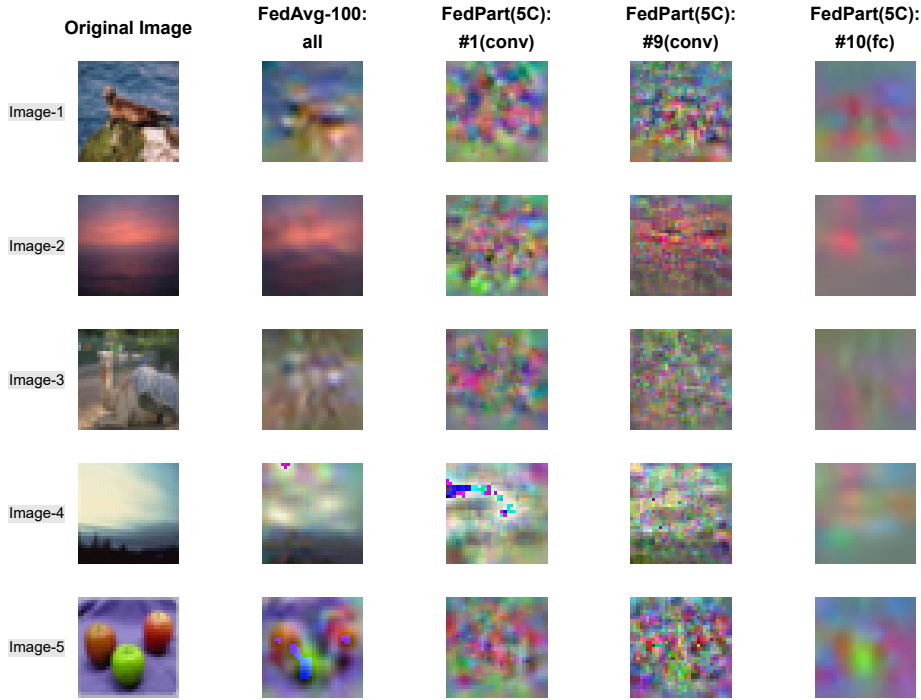 Original Image
FedAvg-100:
all
FedPart(5C):
#1(conv)
FedPart(5C):
#9(conv)
FedPart(5C):
#10(fc)
Image-1
Image-2
Image-3
Image-4
Image-5